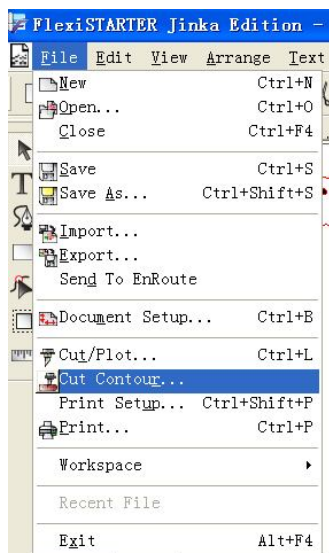 FlexiSTARTER Jinka Edition -
File Edit View Arrange Text
New Ctrl+N
Open... Ctrl+O
Close Ctrl+F4
Save Ctrl+S
Save As... Ctrl+Shift+S
Import...
Export...
Send To EnRoute
Document Setup... Ctrl+B
Cut/Plot... Ctrl+L
Cut Contour...
Print Setup... Ctrl+Shift+P
Print... Ctrl+P
Workspace
Recent File
Exit Alt+F4